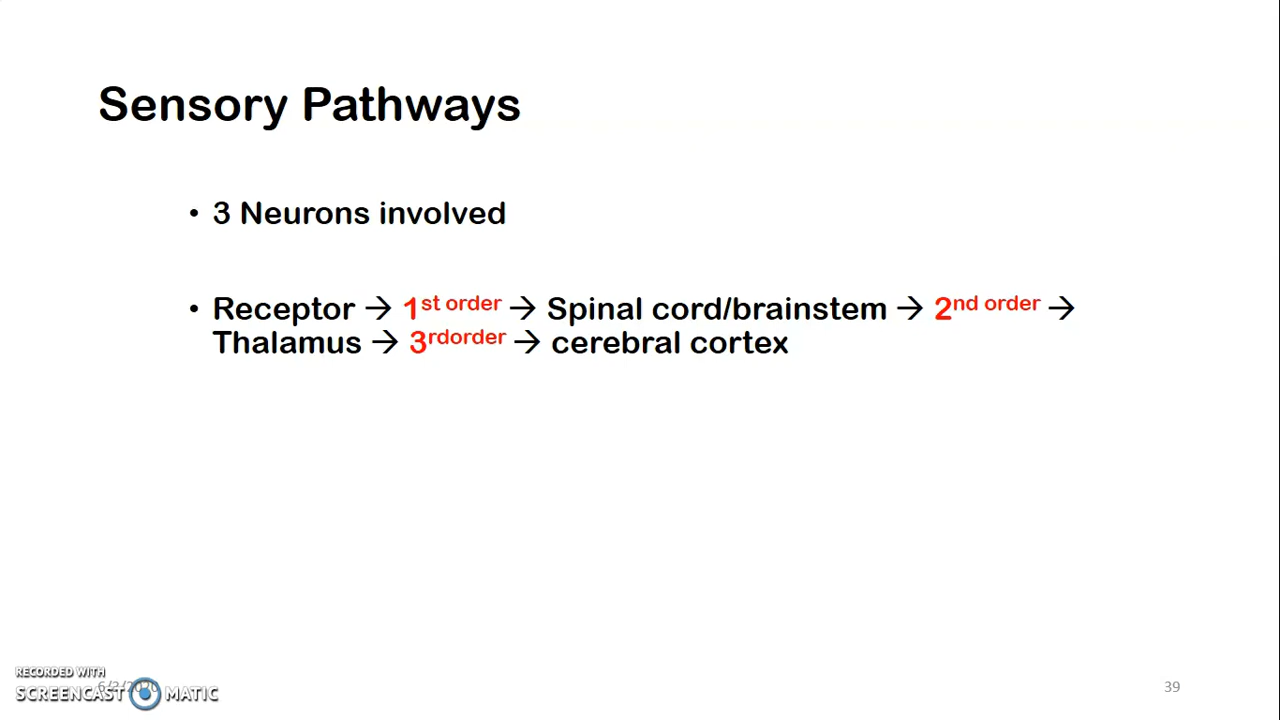 Sensory Pathways
• 3 Neurons involved
• Receptor → 1st order → Spinal cord/brainstem → 2nd order →
Thalamus → 3rdorder → cerebral cortex
RECORDED WITH
SCREENCAST MATIC
39